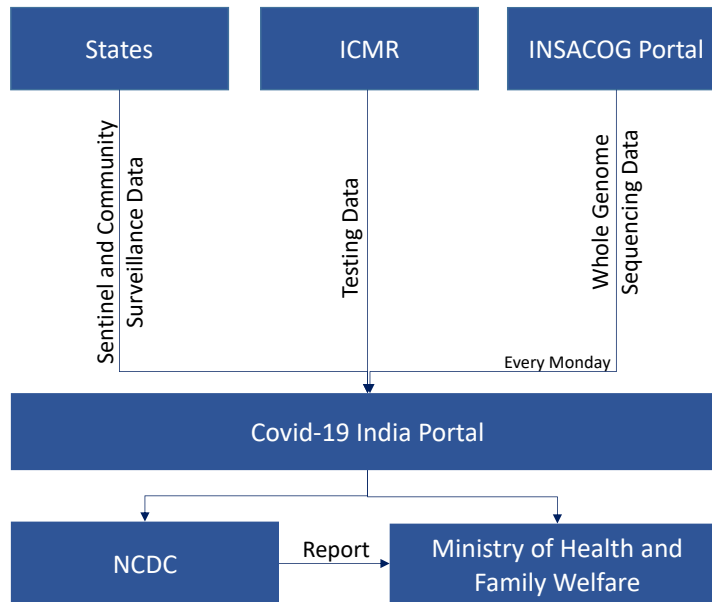 States
ICMR
INSACOG Portal
Sentinel and Community
Surveillance Data
Testing Data
Whole Genome
Sequencing Data
Every Monday
Covid-19 India Portal
NCDC
Report
Ministry of Health and
Family Welfare